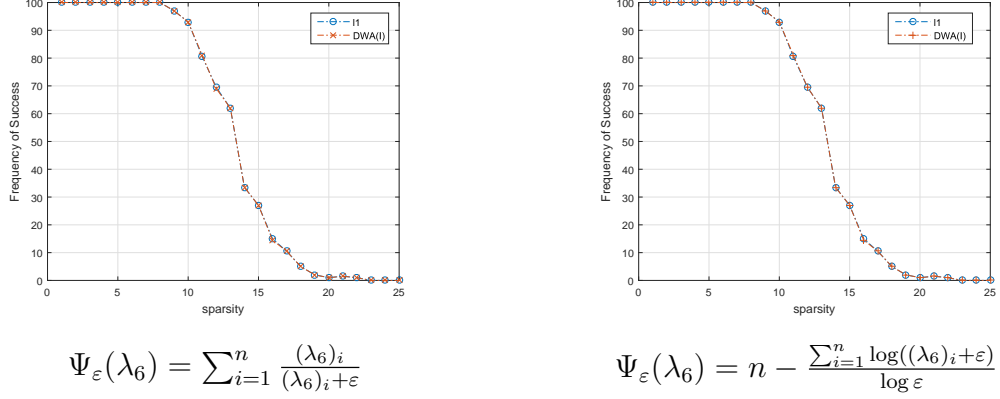 100
90
80
70
60
50
40
30
20
10
0
Frequency of Success
0 5 10 15 20 25
sparsity
l1
DWA(I)
Ψ_ε(λ_6) = ∑_{i=1}^{n} \frac{(λ_6)_i}{(λ_6)_i+ε}
100
90
80
70
60
50
40
30
20
10
0
Frequency of Success
0 5 10 15 20 25
sparsity
l1
DWA(I)
Ψ_ε(λ_6) = n − \frac{∑_{i=1}^{n} log((λ_6)_i+ε)}{log ε}